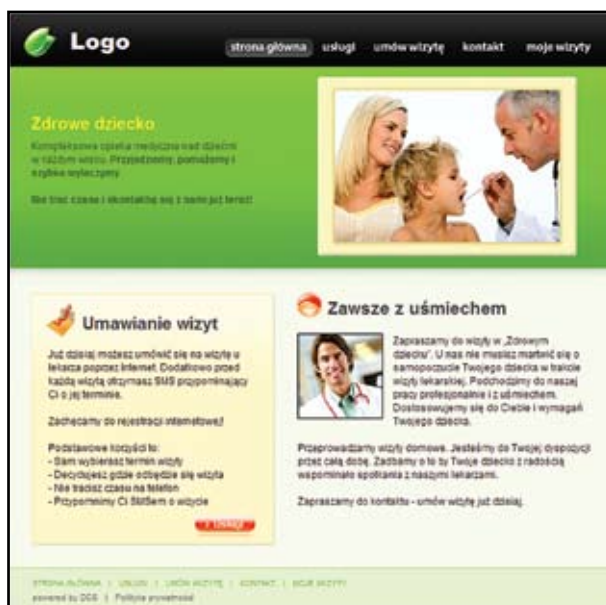 Logo
strona główna usługi umów wizytę kontakt moje wizyty
Zdrowe dziecko
Kompleksowa opieka medyczna nad dziećmi
w każdym wieku. Przyjedziemy, pomożemy i
szybko wyleczymy.
Nie trać czasu i skontaktuj się z nami już teraz!
Umawianie wizyt
Już dzisiaj możesz umówić się na wizytę u
lekarza poprzez Internet. Dodatkowo przed
każdą wizytą otrzymasz SMS przypominający
Ci o jej terminie.
Zachęcamy do rejestracji internetowej!
Podstawowe korzyści to:
- Sam wybierasz termin wizyty
- Decydujesz gdzie odbędzie się wizyta
- Nie tracisz czasu na telefon
- Przypomnimy Ci SMSem o wizycie
Zawsze z uśmiechem
Zapraszamy do wizyty w „Zdrowym
dziecku". U nas nie musisz martwić się o
samopoczucie Twojego dziecka w trakcie
wizyty lekarskiej. Podchodzimy do naszej
pracy profesjonalnie i z uśmiechem.
Dostosowujemy się do Ciebie i wymagań
Twojego dziecka.
Przeprowadzamy wizyty domowe. Jesteśmy do Twojej dyspozycji
przez całą dobę. Zadbamy o to by Twoje dziecko z radością
wspominało spotkania z naszymi lekarzami.
Zapraszamy do kontaktu - umów wizytę już dzisiaj.
STRONA GŁÓWNA | USŁUGI | UMÓW WIZYTĘ | KONTAKT | MOJE WIZYTY
powered by | Polityka prywatności